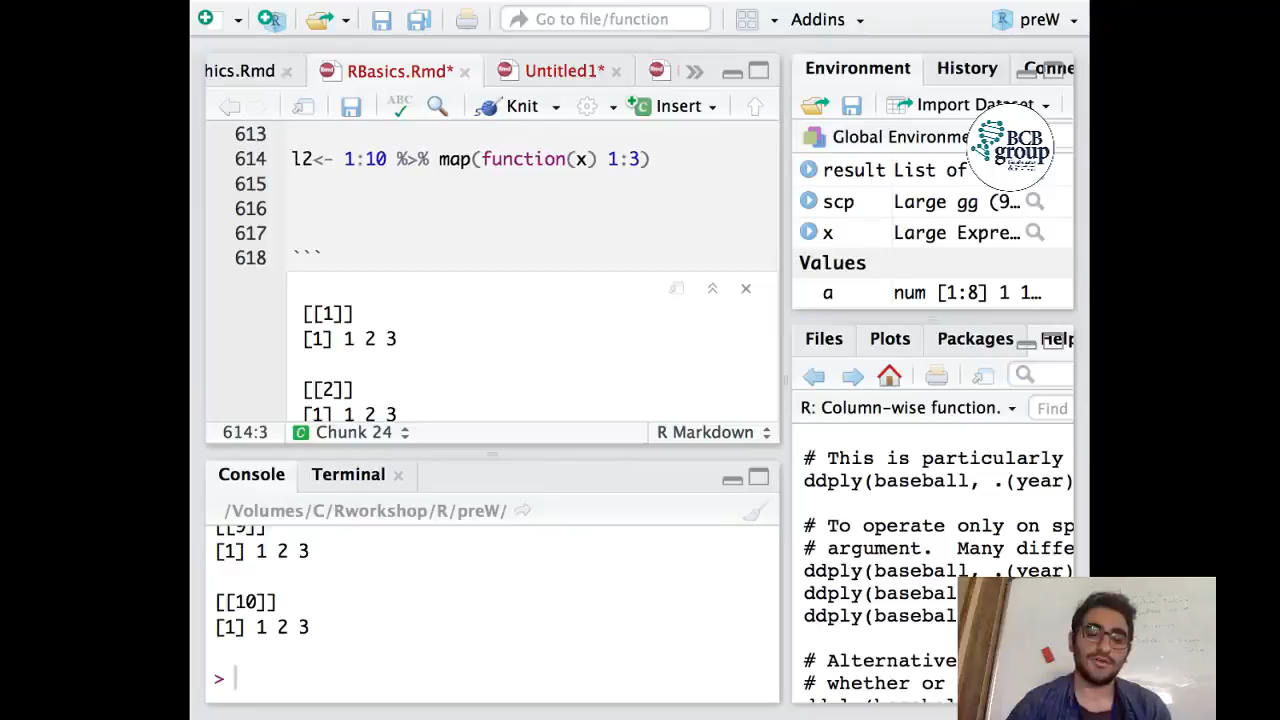 Go to file/function
Addins
preW
hics.Rmd
RBasics.Rmd*
Untitled1*
ABC
Knit
Insert
613
614 l2<- 1:10 %>% map(function(x) 1:3)
615
616
617
618 ```
[[1]]
[1] 1 2 3
[[2]]
[1] 1 2 3
614:3
Chunk 24
R Markdown
Console
Terminal
/Volumes/C/Rworkshop/R/preW/
[[9]]
[1] 1 2 3
[[10]]
[1] 1 2 3
>
Environment
History
Conne
Import Dataset
Global Environme
BCB
group
result List of
scp Large gg (9…
x Large Expre…
Values
a num [1:8] 1 1…
Files
Plots
Packages
Help
R: Column-wise function.
Find
# This is particularly
ddply(baseball, .(year)
# To operate only on sp
# argument. Many diffe
ddply(baseball, .(year)
ddply(baseball
ddply(baseball
# Alternative
# whether or